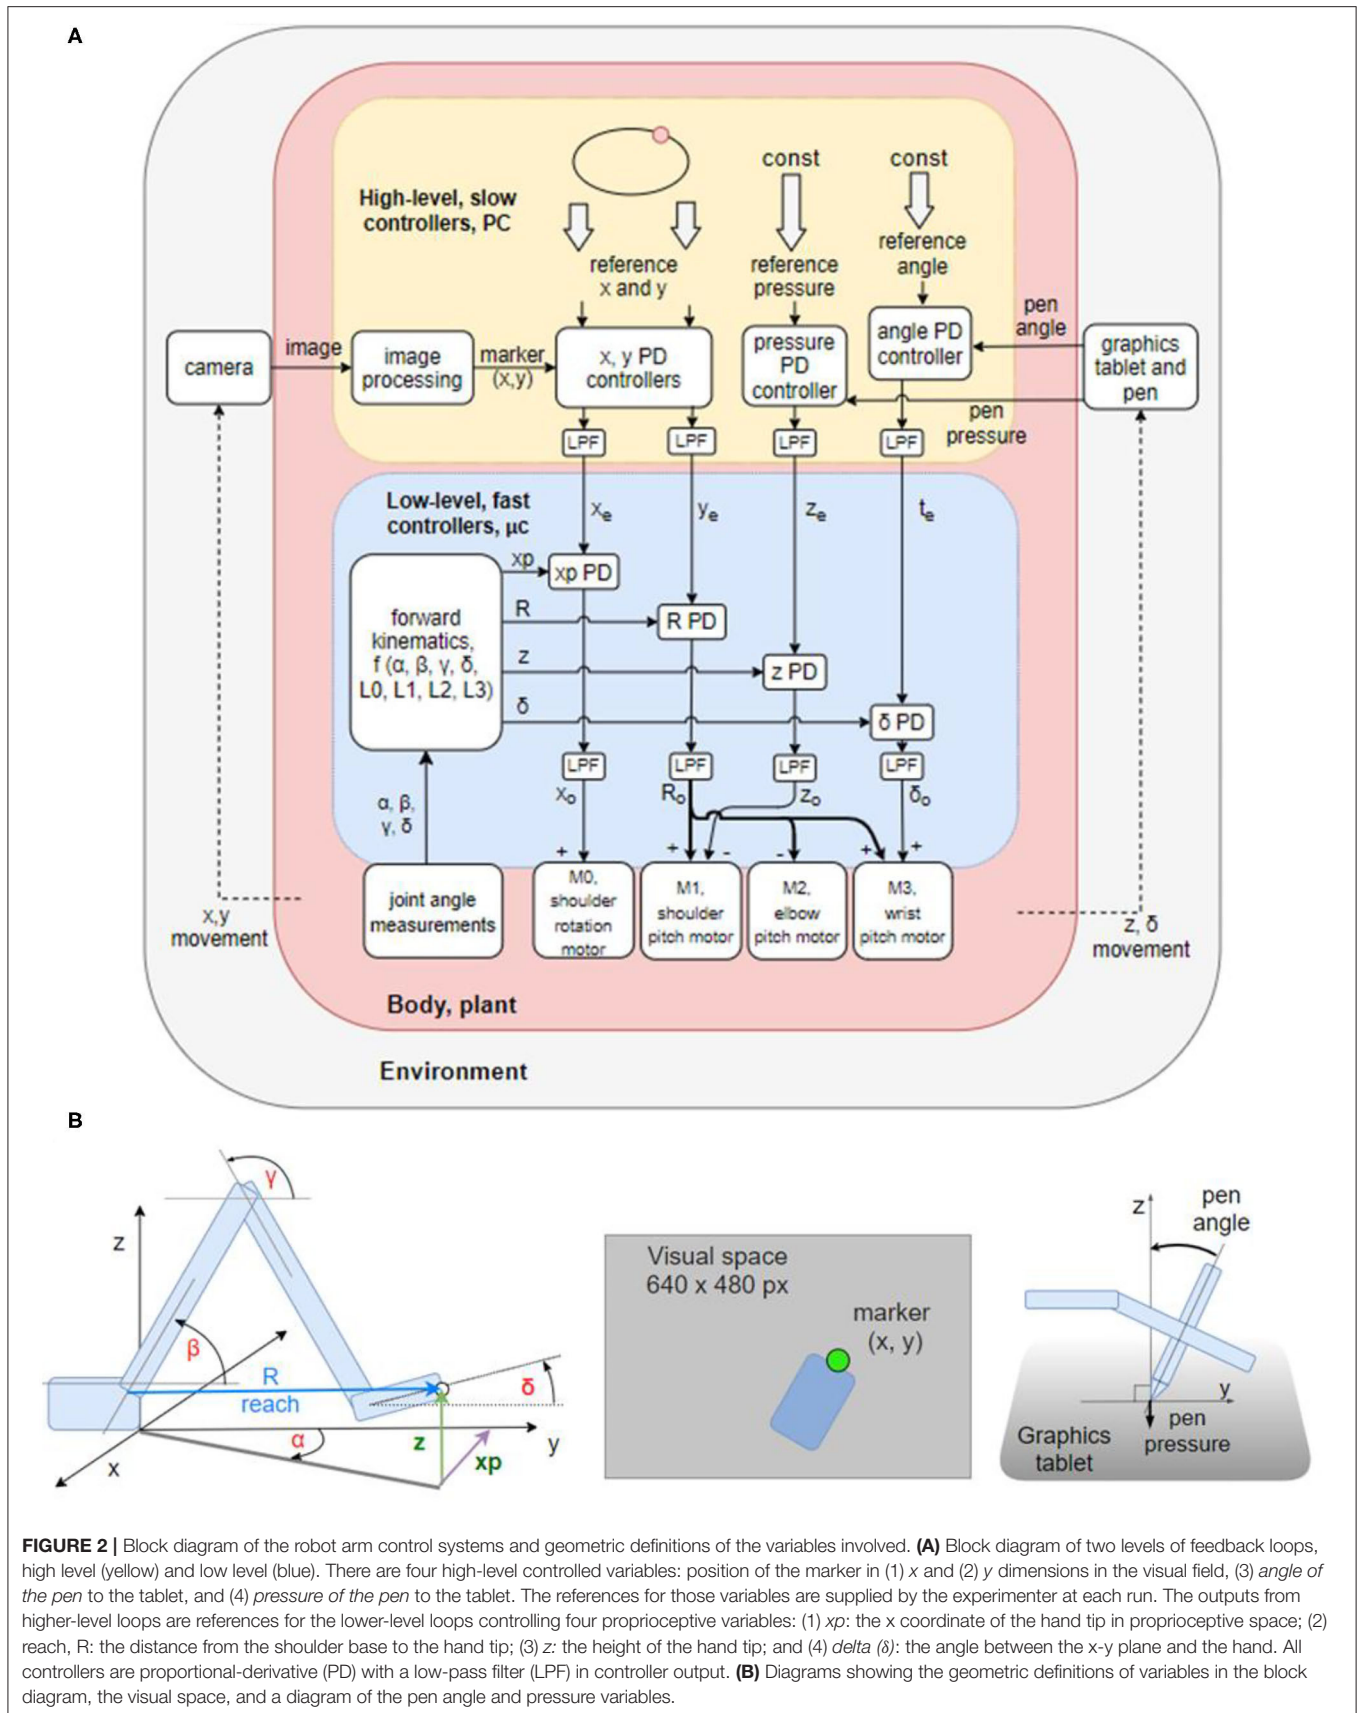 A
High-level, slow
controllers, PC
const
const
reference
x and y
reference
pressure
reference
angle
camera
image
image
processing
marker
(x,y)
x, y PD
controllers
pressure
PD
controller
angle PD
controller
pen
angle
pen
pressure
graphics
tablet and
pen
LPF
LPF
LPF
LPF
Low-level, fast
controllers, μc
xₑ
yₑ
zₑ
tₑ
forward
kinematics,
f (α, β, γ, δ,
L0, L1, L2, L3)
xp
R
z
δ
xp PD
R PD
z PD
δ PD
LPF
LPF
LPF
LPF
xₒ
Rₒ
zₒ
δₒ
α, β,
γ, δ
+
+
-
-
+
+
joint angle
measurements
M0,
shoulder
rotation
motor
M1,
shoulder
pitch motor
M2,
elbow
pitch motor
M3,
wrist
pitch motor
x,y
movement
z, δ
movement
Body, plant
Environment
B
γ
z
β
R
reach
δ
α
z
xp
y
x
Visual space
640 x 480 px
marker
(x, y)
z
pen
angle
y
pen
pressure
Graphics
tablet
FIGURE 2 | Block diagram of the robot arm control systems and geometric definitions of the variables involved. (A) Block diagram of two levels of feedback loops,
high level (yellow) and low level (blue). There are four high-level controlled variables: position of the marker in (1) x and (2) y dimensions in the visual field, (3) angle of
the pen to the tablet, and (4) pressure of the pen to the tablet. The references for those variables are supplied by the experimenter at each run. The outputs from
higher-level loops are references for the lower-level loops controlling four proprioceptive variables: (1) xp: the x coordinate of the hand tip in proprioceptive space; (2)
reach, R: the distance from the shoulder base to the hand tip; (3) z: the height of the hand tip; and (4) delta (δ): the angle between the x-y plane and the hand. All
controllers are proportional-derivative (PD) with a low-pass filter (LPF) in controller output. (B) Diagrams showing the geometric definitions of variables in the block
diagram, the visual space, and a diagram of the pen angle and pressure variables.